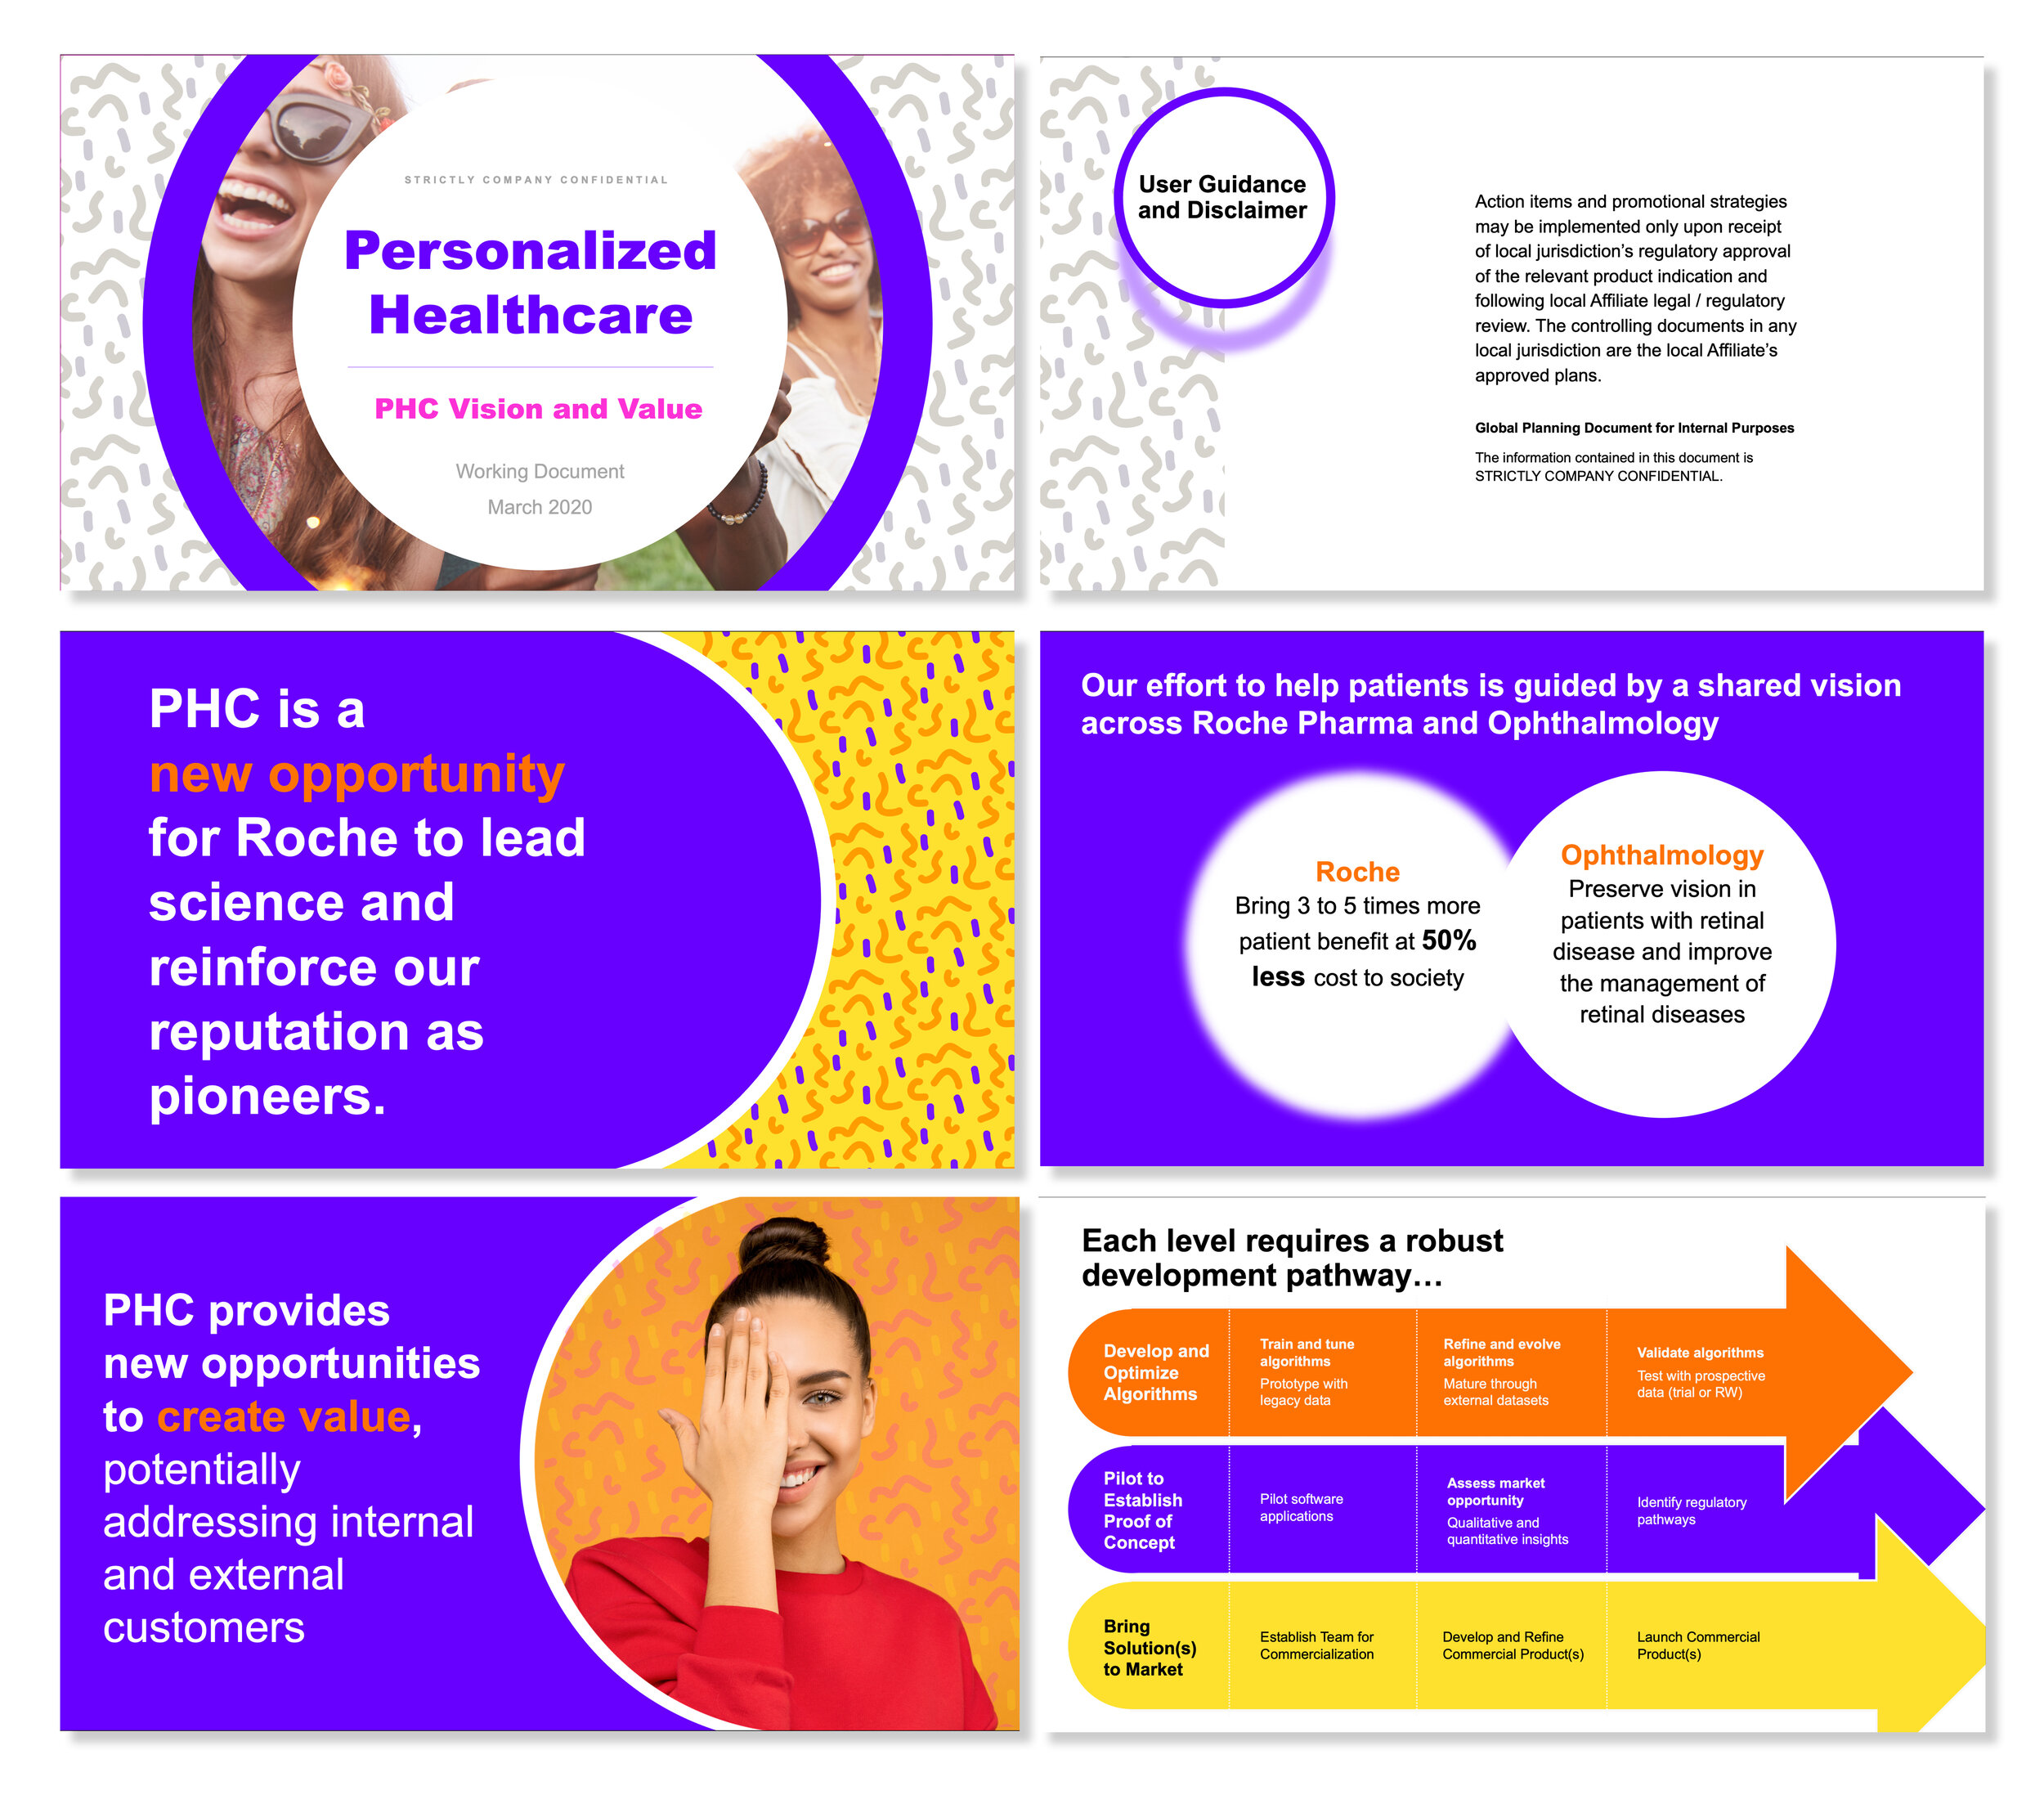 STRICTLY COMPANY CONFIDENTIAL
Personalized
Healthcare
PHC Vision and Value
Working Document
March 2020
User Guidance
and Disclaimer
Action items and promotional strategies
may be implemented only upon receipt
of local jurisdiction’s regulatory approval
of the relevant product indication and
following local Affiliate legal / regulatory
review. The controlling documents in any
local jurisdiction are the local Affiliate’s
approved plans.
Global Planning Document for Internal Purposes
The information contained in this document is
STRICTLY COMPANY CONFIDENTIAL.
PHC is a
new opportunity
for Roche to lead
science and
reinforce our
reputation as
pioneers.
Our effort to help patients is guided by a shared vision
across Roche Pharma and Ophthalmology
Roche
Bring 3 to 5 times more
patient benefit at 50%
less cost to society
Ophthalmology
Preserve vision in
patients with retinal
disease and improve
the management of
retinal diseases
PHC provides
new opportunities
to create value,
potentially
addressing internal
and external
customers
Each level requires a robust
development pathway…
Develop and
Optimize
Algorithms
Train and tune
algorithms
Prototype with
legacy data
Refine and evolve
algorithms
Mature through
external datasets
Validate algorithms
Test with prospective
data (trial or RW)
Pilot to
Establish
Proof of
Concept
Pilot software
applications
Assess market
opportunity
Qualitative and
quantitative insights
Identify regulatory
pathways
Bring
Solution(s)
to Market
Establish Team for
Commercialization
Develop and Refine
Commercial Product(s)
Launch Commercial
Product(s)